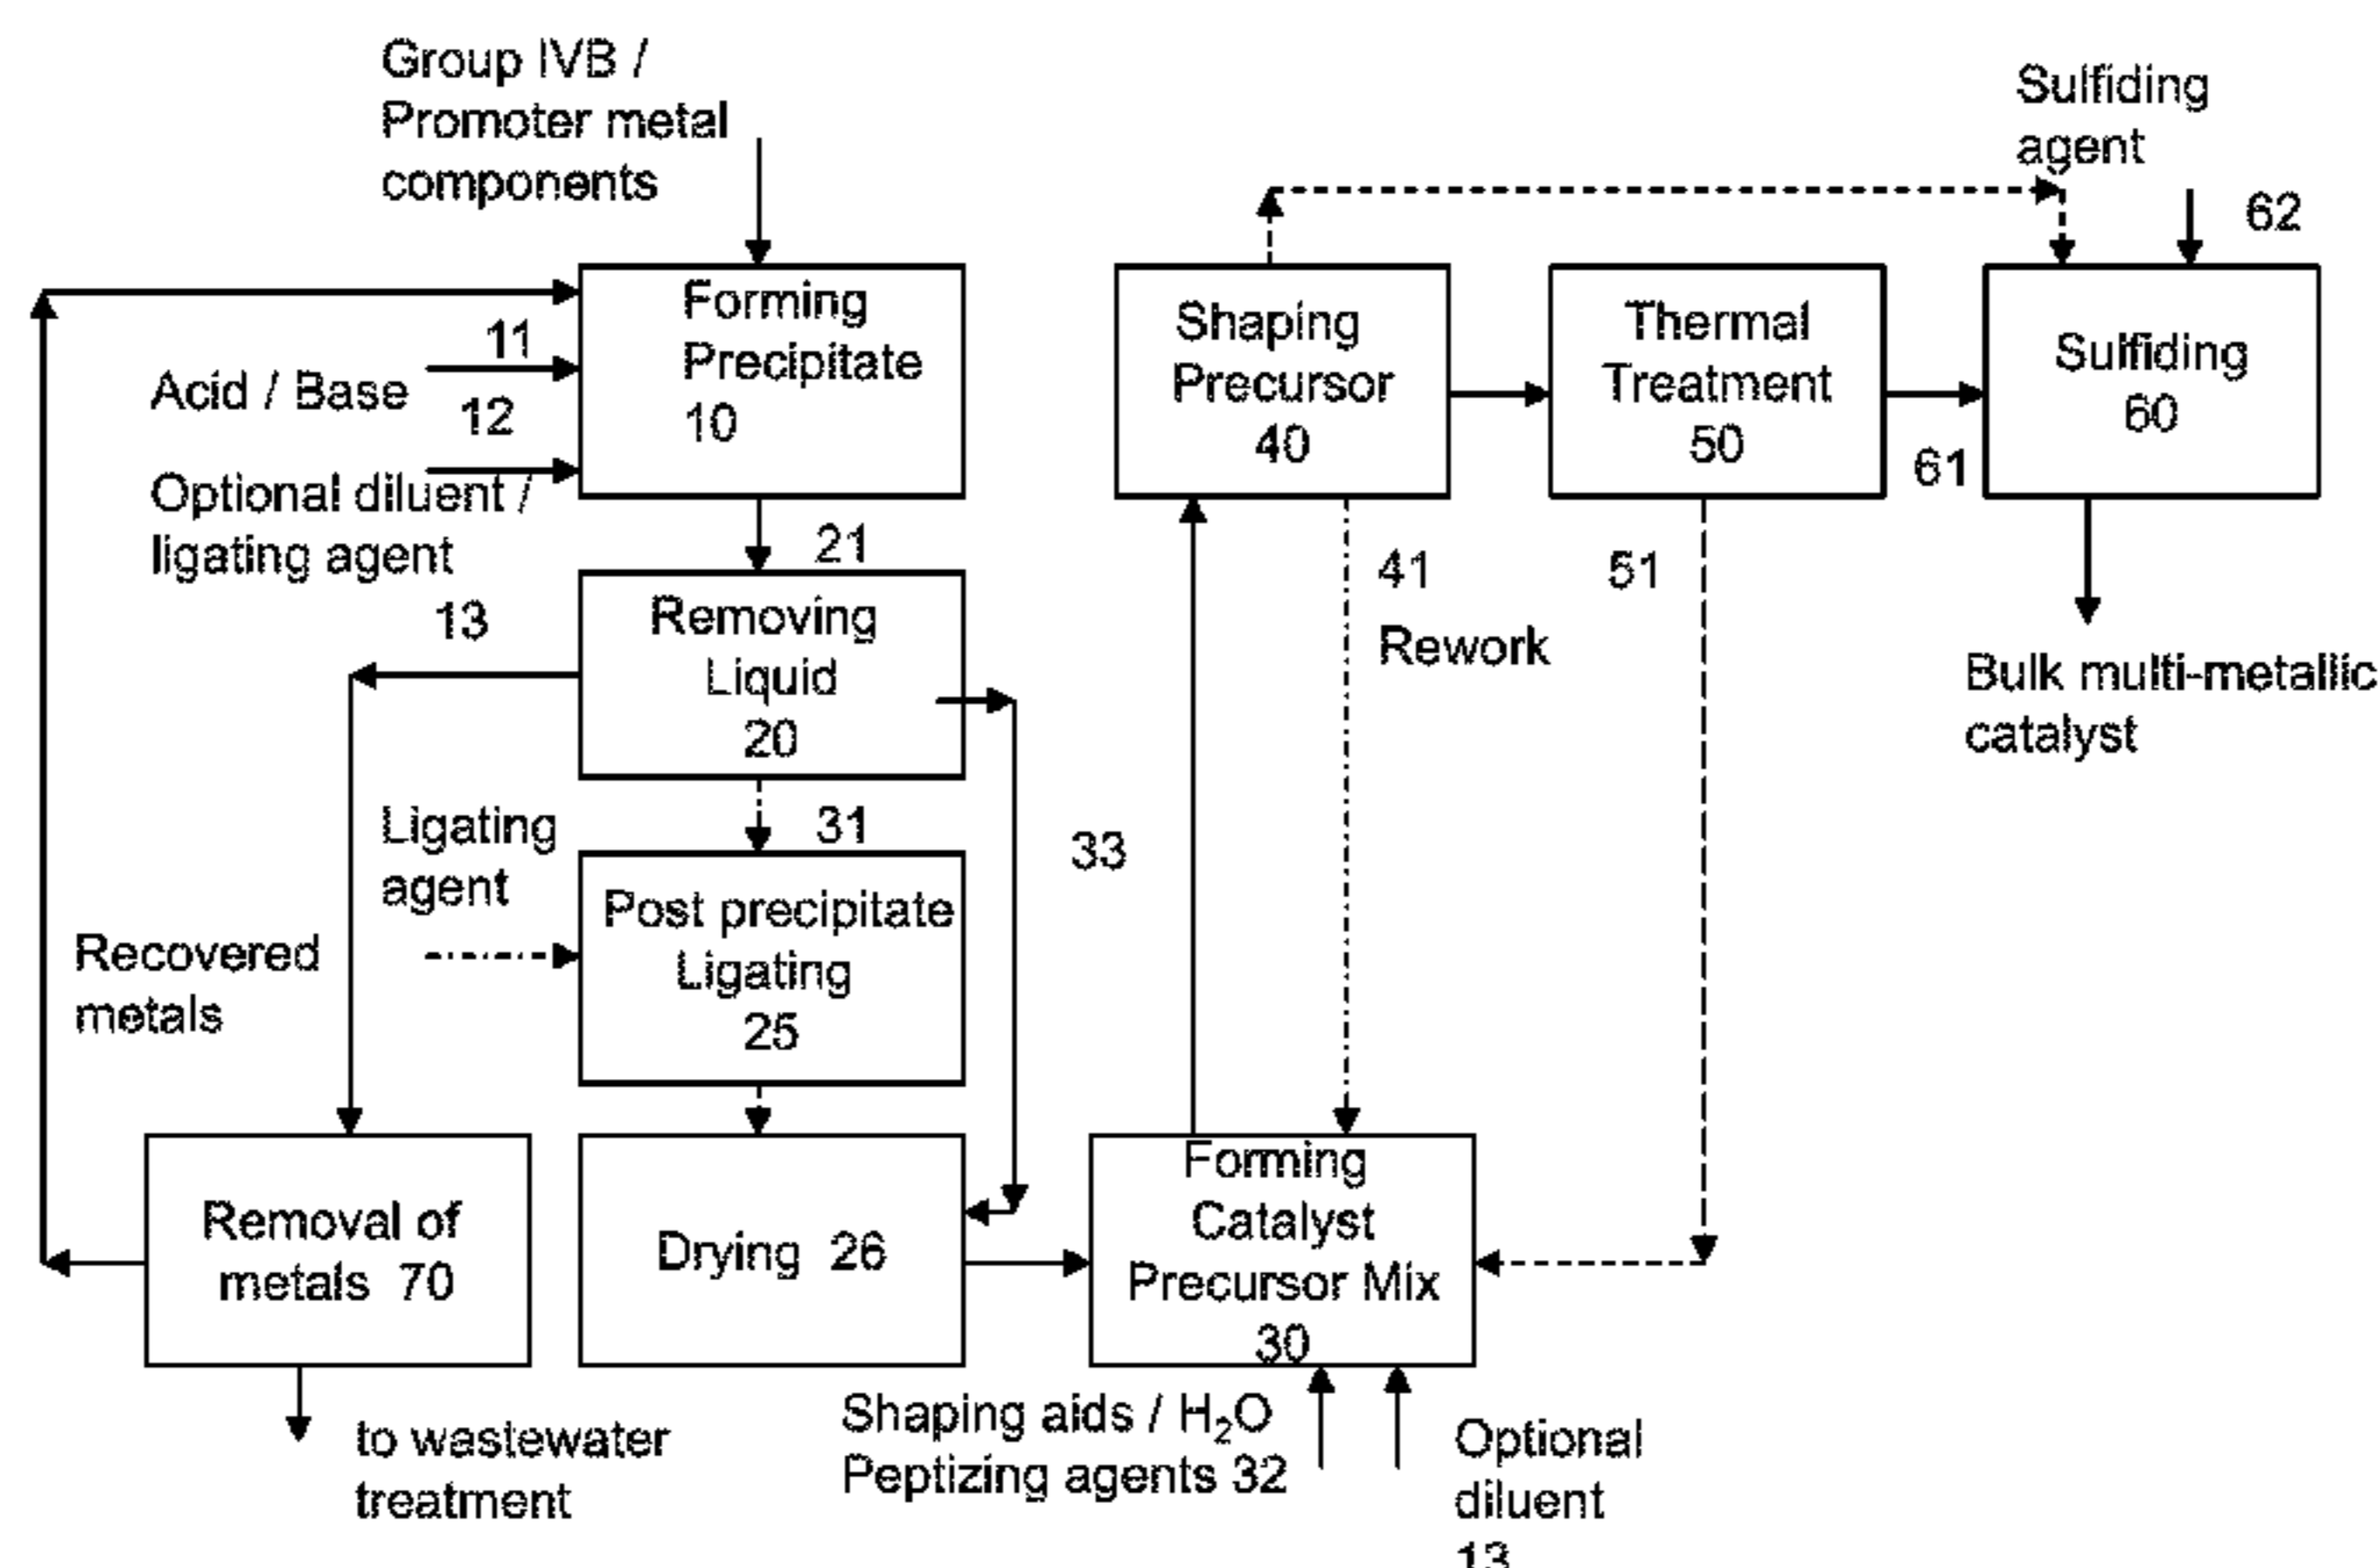 Group IVB /
Promoter metal
components
11
Acid / Base
12
Optional diluent /
ligating agent
Forming
Precipitate
10
21
13
Removing
Liquid
20
Ligating
agent
31
Post precipitate
Ligating
25
Recovered
metals
Removal of
metals 70
to wastewater
treatment
Drying 26
33
Shaping
Precursor
40
41
Rework
Forming
Catalyst
Precursor Mix
30
Shaping aids / H₂O
Peptizing agents 32
Optional
diluent
13
Thermal
Treatment
50
51
61
Sulfiding
agent
62
Sulfiding
60
Bulk multi-metallic
catalyst